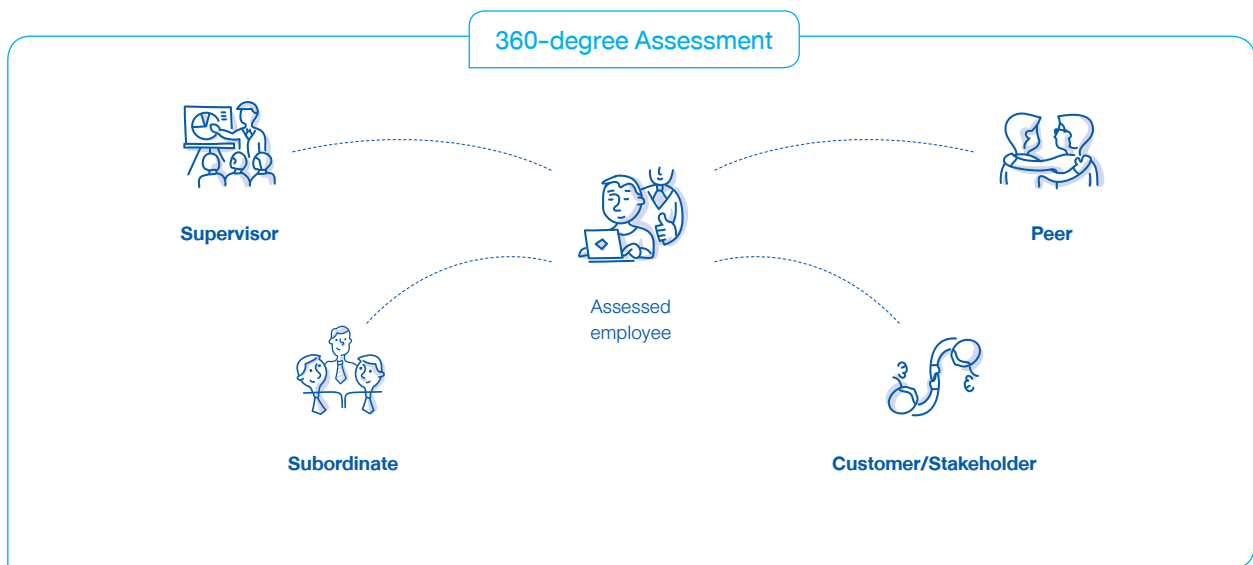 360-degree Assessment
Supervisor
Peer
Assessed
employee
Subordinate
Customer/Stakeholder